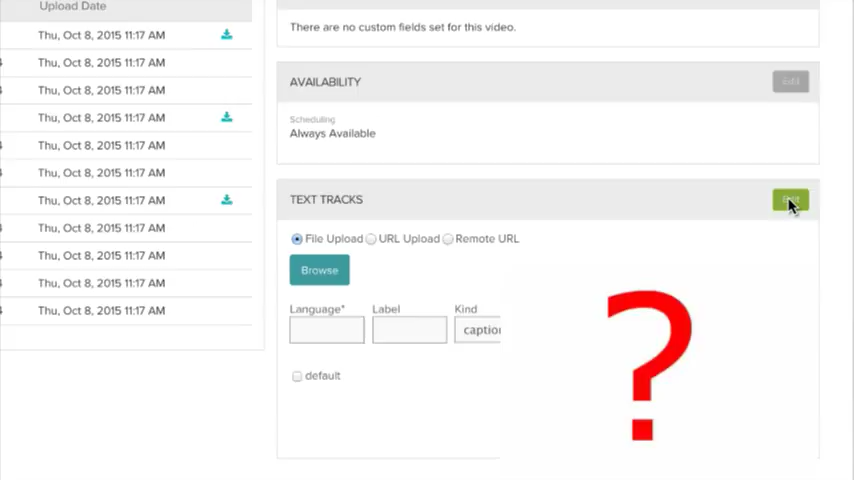 Upload Date
Thu, Oct 8, 2015 11:17 AM
Thu, Oct 8, 2015 11:17 AM
Thu, Oct 8, 2015 11:17 AM
Thu, Oct 8, 2015 11:17 AM
Thu, Oct 8, 2015 11:17 AM
Thu, Oct 8, 2015 11:17 AM
Thu, Oct 8, 2015 11:17 AM
Thu, Oct 8, 2015 11:17 AM
Thu, Oct 8, 2015 11:17 AM
Thu, Oct 8, 2015 11:17 AM
Thu, Oct 8, 2015 11:17 AM
There are no custom fields set for this video.
AVAILABILITY Edit
Scheduling
Always Available
TEXT TRACKS
File Upload URL Upload Remote URL
Browse
Language* Label Kind
captio
default
?